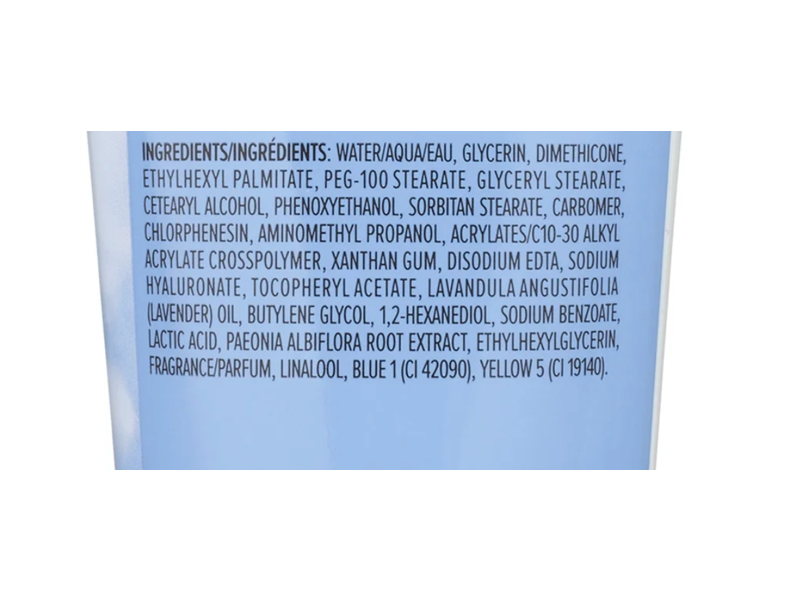 INGREDIENTS/INGRÉDIENTS: WATER/AQUA/EAU, GLYCERIN, DIMETHICONE,
ETHYLHEXYL PALMITATE, PEG-100 STEARATE, GLYCERYL STEARATE,
CETEARYL ALCOHOL, PHENOXYETHANOL, SORBITAN STEARATE, CARBOMER,
CHLORPHENESIN, AMINOMETHYL PROPANOL, ACRYLATES/C10-30 ALKYL
ACRYLATE CROSSPOLYMER, XANTHAN GUM, DISODIUM EDTA, SODIUM
HYALURONATE, TOCOPHERYL ACETATE, LAVANDULA ANGUSTIFOLIA
(LAVENDER) OIL, BUTYLENE GLYCOL, 1,2-HEXANEDIOL, SODIUM BENZOATE,
LACTIC ACID, PAEONIA ALBIFLORA ROOT EXTRACT, ETHYLHEXYLGLYCERIN,
FRAGRANCE/PARFUM, LINALOOL, BLUE 1 (CI 42090), YELLOW 5 (CI 19140).